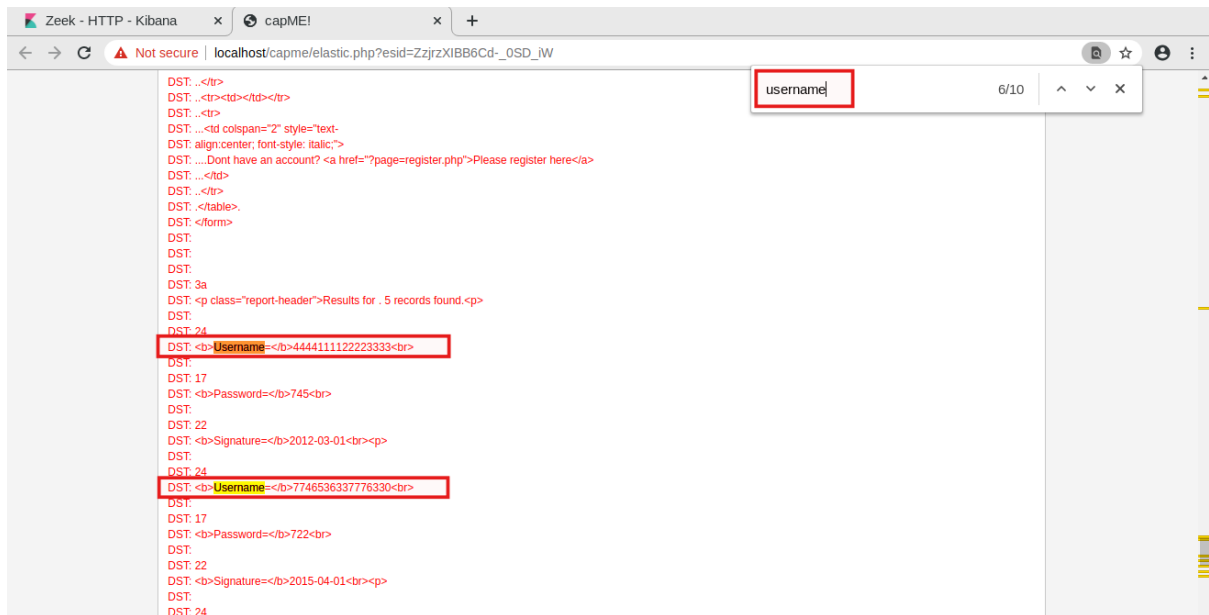 Zeek - HTTP - Kibana × capME! × +
Not secure | localhost/capme/elastic.php?esid=ZzjrzXIBB6Cd-_0SD_iW
username 6/10
DST: ..</tr>
DST: ..<tr><td></td></tr>
DST: ..<tr>
DST: ...<td colspan="2" style="text-
DST: align:center; font-style: italic;">
DST: ....Dont have an account? <a href="?page=register.php">Please register here</a>
DST: ...</td>
DST: ..</tr>
DST: .</table>.
DST: </form>
DST:
DST:
DST:
DST: 3a
DST: <p class="report-header">Results for . 5 records found.<p>
DST:
DST: 24
DST: <b>Username=</b>4444111122223333<br>
DST:
DST: 17
DST: <b>Password=</b>745<br>
DST:
DST: 22
DST: <b>Signature=</b>2012-03-01<br><p>
DST:
DST: 24
DST: <b>Username=</b>7746536337776330<br>
DST:
DST: 17
DST: <b>Password=</b>722<br>
DST:
DST: 22
DST: <b>Signature=</b>2015-04-01<br><p>
DST:
DST: 24